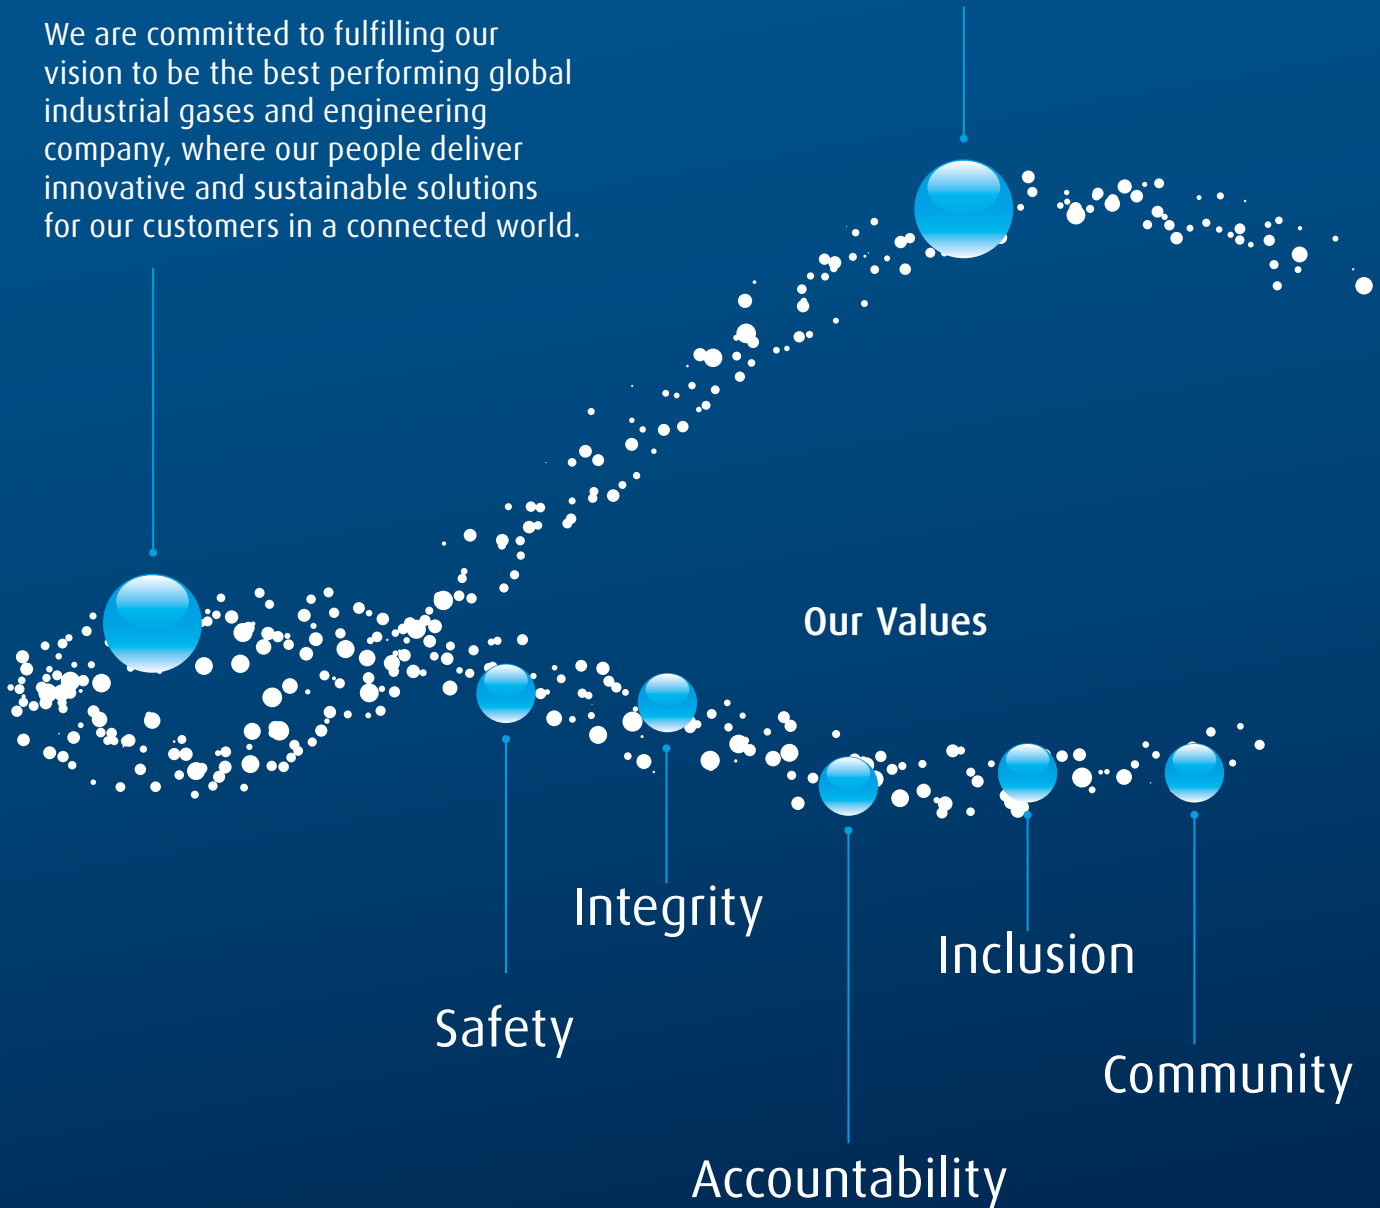 We are committed to fulfilling our
vision to be the best performing global
industrial gases and engineering
company, where our people deliver
innovative and sustainable solutions
for our customers in a connected world.
Our Values
Integrity
Inclusion
Safety
Community
Accountability